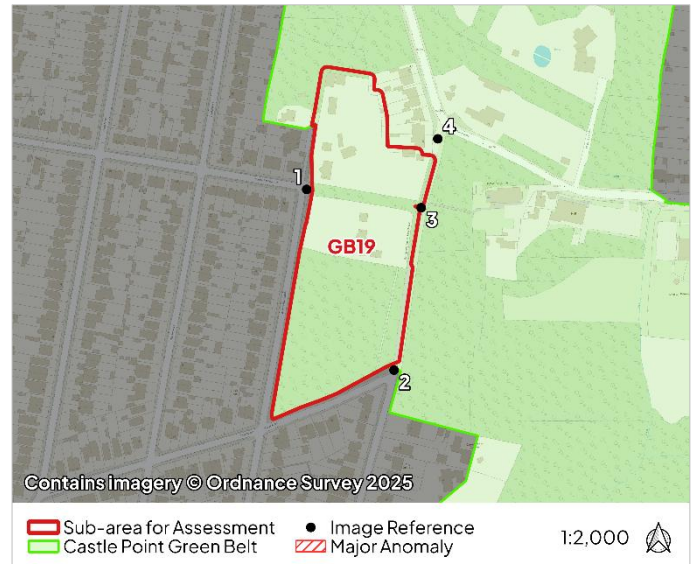 4
1
3
GB19
2
Contains imagery © Ordnance Survey 2025
Sub-area for Assessment
Image Reference
1:2,000
Castle Point Green Belt
Major Anomaly